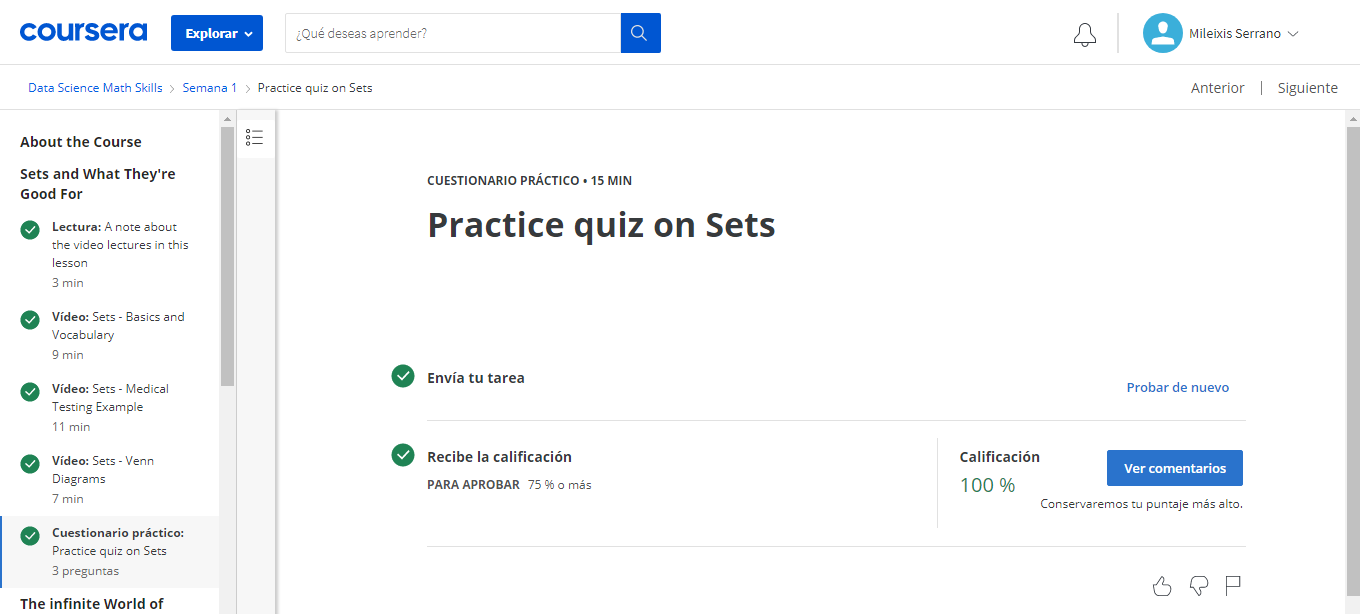 coursera
Explorar
¿Qué deseas aprender?
Mileixis Serrano
Data Science Math Skills
Semana 1
Practice quiz on Sets
Anterior
Siguiente
About the Course
Sets and What They're
Good For
Lectura: A note about
the video lectures in this
lesson
3 min
Vídeo: Sets - Basics and
Vocabulary
9 min
Vídeo: Sets - Medical
Testing Example
11 min
Vídeo: Sets - Venn
Diagrams
7 min
Cuestionario práctico:
Practice quiz on Sets
3 preguntas
The infinite World of
CUESTIONARIO PRÁCTICO • 15 MIN
Practice quiz on Sets
Envía tu tarea
Probar de nuevo
Recibe la calificación
PARA APROBAR 75 % o más
Calificación
100 %
Ver comentarios
Conservaremos tu puntaje más alto.